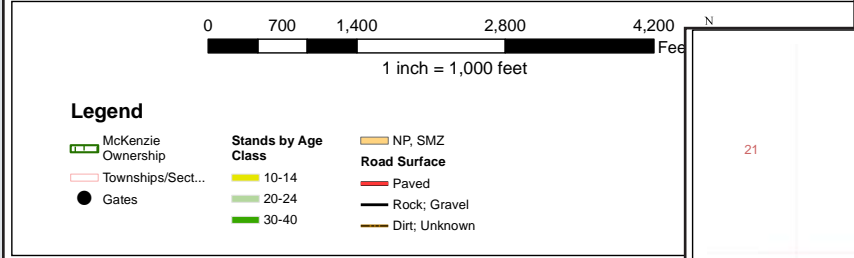 0 700 1,400 2,800 4,200
Fee
1 inch = 1,000 feet
N
Legend
McKenzie
Ownership
Townships/Sect...
Gates
Stands by Age
Class
10-14
20-24
30-40
NP, SMZ
Road Surface
Paved
Rock; Gravel
Dirt; Unknown
21